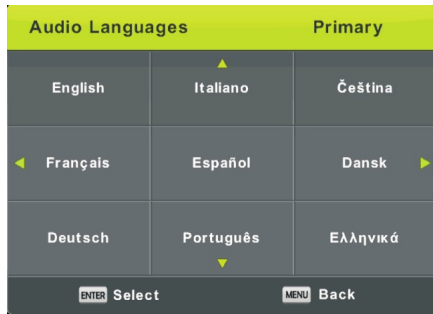 Audio Languages Primary
English Italiano Čeština
Français Español Dansk
Deutsch Português Ελληνικά
ENTER Select MENU Back